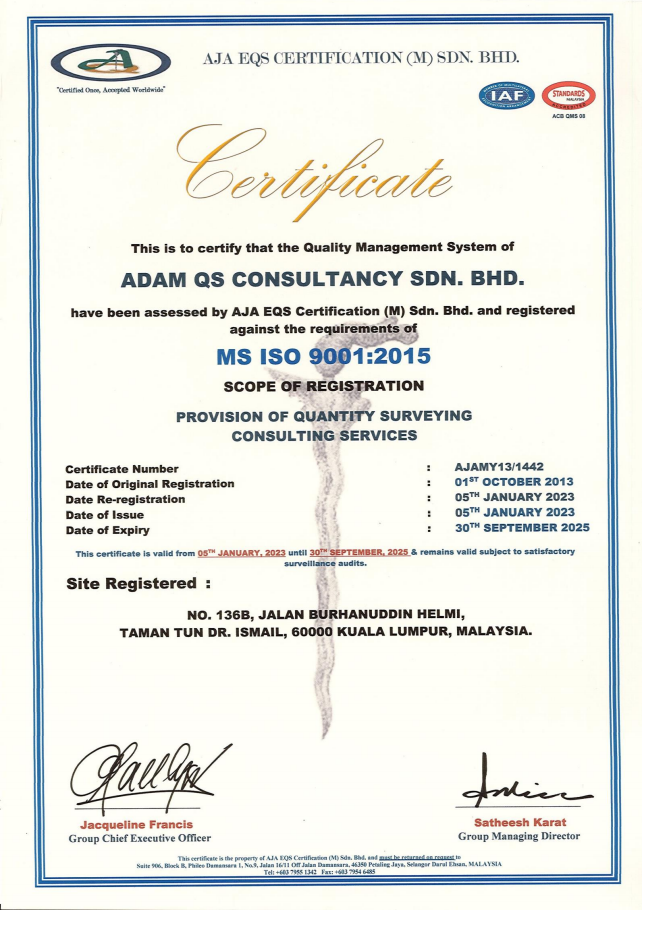 AJA EQS CERTIFICATION (M) SDN. BHD.
"Certified Once, Accepted Worldwide"
IAF
STANDARDS
MALAYSIA
ACCREDITED
ACB QMS 08
Certificate
This is to certify that the Quality Management System of
ADAM QS CONSULTANCY SDN. BHD.
have been assessed by AJA EQS Certification (M) Sdn. Bhd. and registered
against the requirements of
MS ISO 9001:2015
SCOPE OF REGISTRATION
PROVISION OF QUANTITY SURVEYING
CONSULTING SERVICES
Certificate Number : AJAMY13/1442
Date of Original Registration : 01ST OCTOBER 2013
Date Re-registration : 05TH JANUARY 2023
Date of Issue : 05TH JANUARY 2023
Date of Expiry : 30TH SEPTEMBER 2025
This certificate is valid from 05TH JANUARY, 2023 until 30TH SEPTEMBER, 2025 & remains valid subject to satisfactory
surveillance audits.
Site Registered :
NO. 136B, JALAN BURHANUDDIN HELMI,
TAMAN TUN DR. ISMAIL, 60000 KUALA LUMPUR, MALAYSIA.
Jacqueline Francis
Group Chief Executive Officer
Satheesh Karat
Group Managing Director
This certificate is the property of AJA EQS Certification (M) Sdn. Bhd. and must be returned on request to
Suite 906, Block B, Phileo Damansara 1, No.9, Jalan 16/11 Off Jalan Damansara, 46350 Petaling Jaya, Selangor Darul Ehsan, MALAYSIA
Tel: +603 7955 1342 Fax: +603 7954 6485